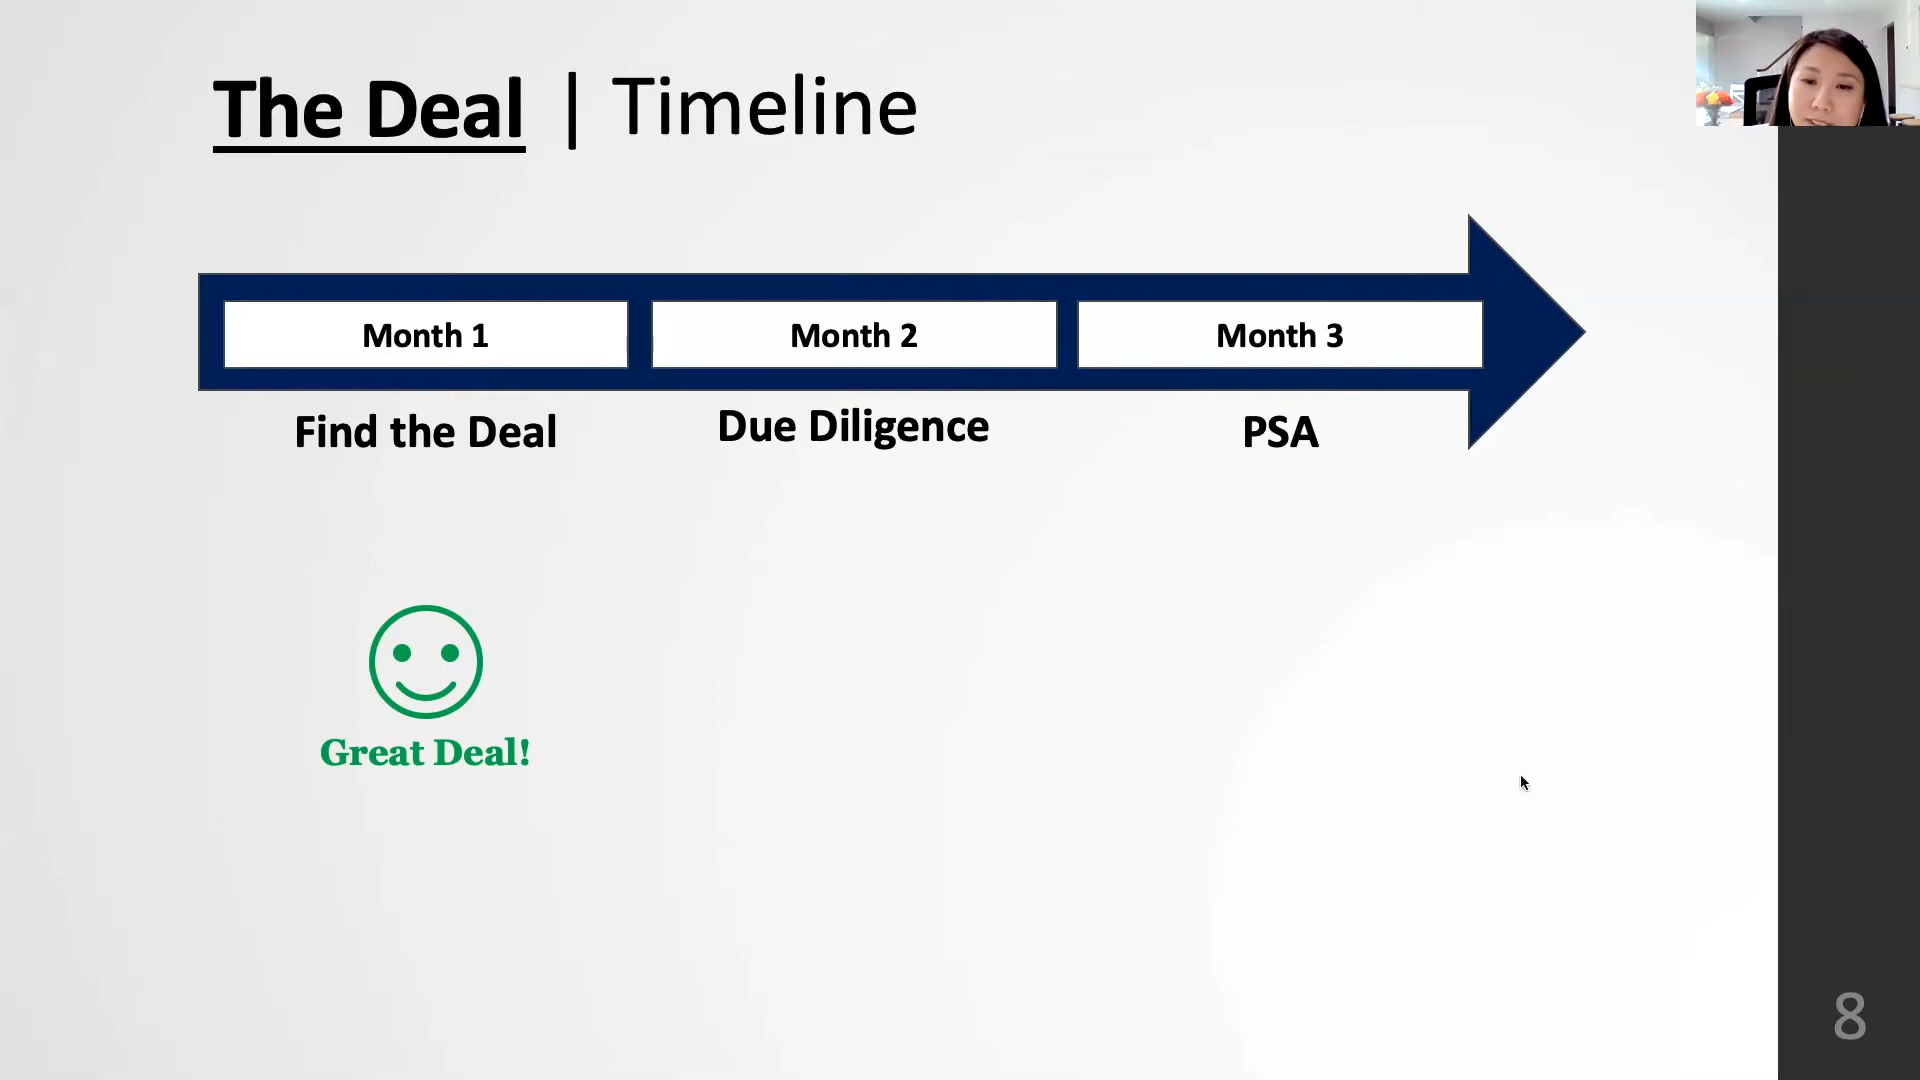 The Deal | Timeline
Month 1
Month 2
Month 3
Find the Deal
Due Diligence
PSA
Great Deal!
8